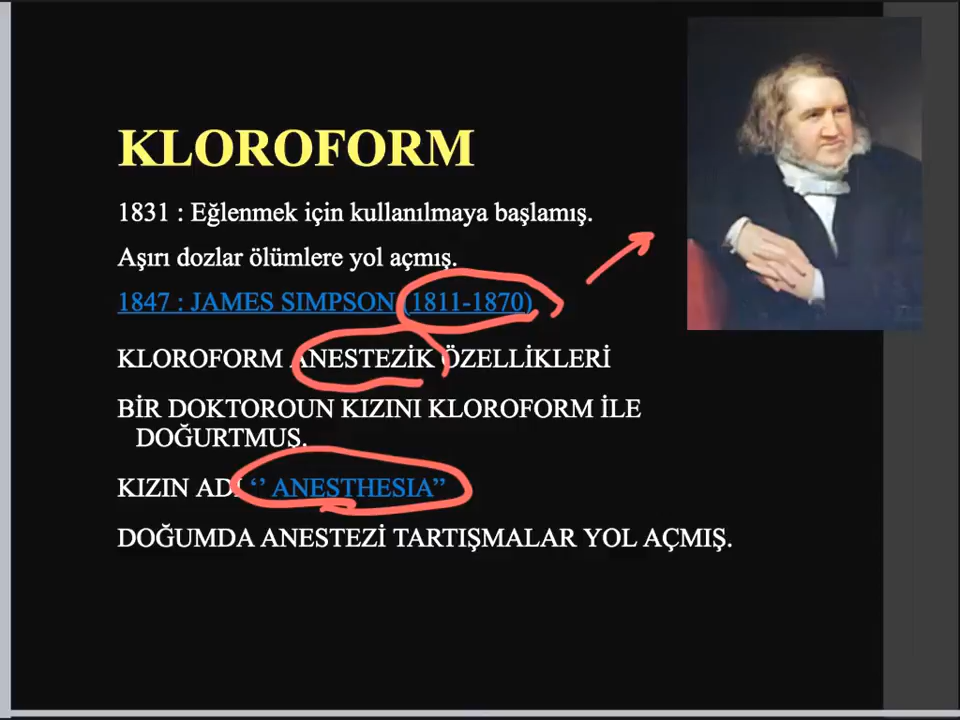 KLOROFORM
1831 : Eğlenmek için kullanılmaya başlamış.
Aşırı dozlar ölümlere yol açmış.
1847 : JAMES SIMPSON (1811-1870)
KLOROFORM ANESTEZİK ÖZELLİKLERİ
BİR DOKTOROUN KIZINI KLOROFORM İLE
DOĞURTMUŞ.
KIZIN ADI ‘’ ANESTHESIA’’
DOĞUMDA ANESTEZİ TARTIŞMALAR YOL AÇMIŞ.